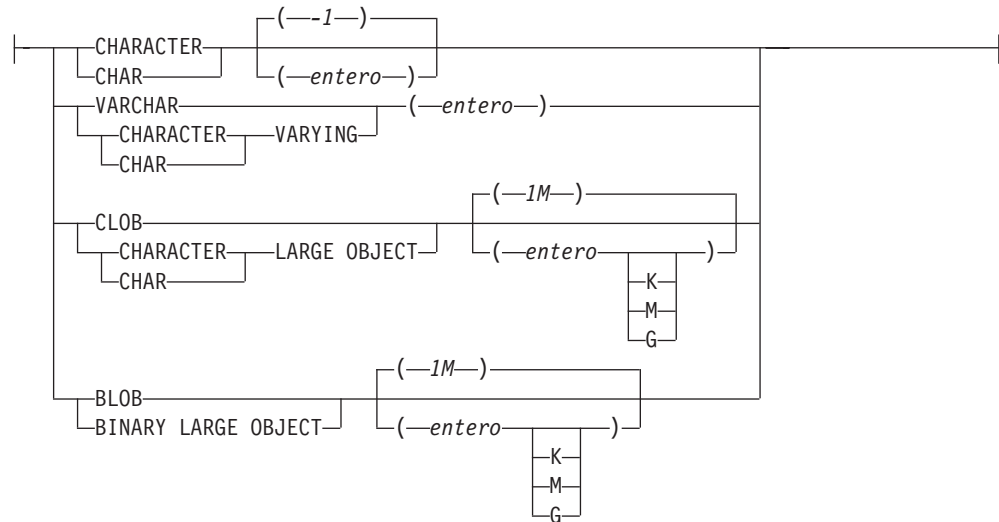 ( -1 )
CHARACTER
CHAR ( entero )
VARCHAR ( entero )
CHARACTER VARYING
CHAR
( 1M )
CLOB
CHARACTER LARGE OBJECT ( entero )
CHAR K
M
G
( 1M )
BLOB
BINARY LARGE OBJECT ( entero )
K
M
G